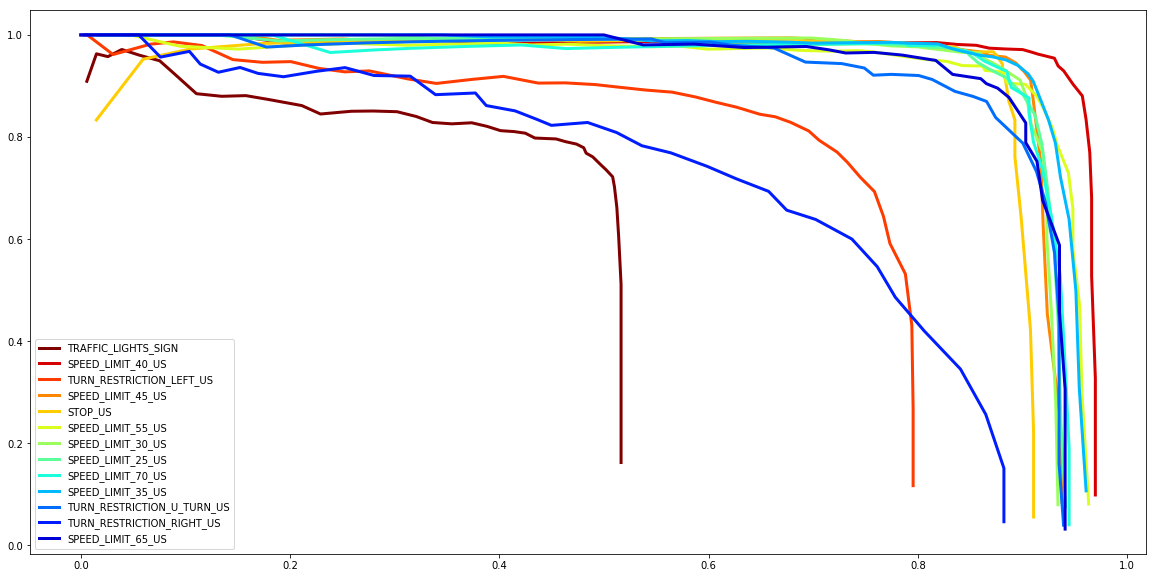 1.0
0.8
0.6
0.4
0.2
0.0
TRAFFIC_LIGHTS_SIGN
SPEED_LIMIT_40_US
TURN_RESTRICTION_LEFT_US
SPEED_LIMIT_45_US
STOP_US
SPEED_LIMIT_55_US
SPEED_LIMIT_30_US
SPEED_LIMIT_25_US
SPEED_LIMIT_70_US
SPEED_LIMIT_35_US
TURN_RESTRICTION_U_TURN_US
TURN_RESTRICTION_RIGHT_US
SPEED_LIMIT_65_US
0.0 0.2 0.4 0.6 0.8 1.0